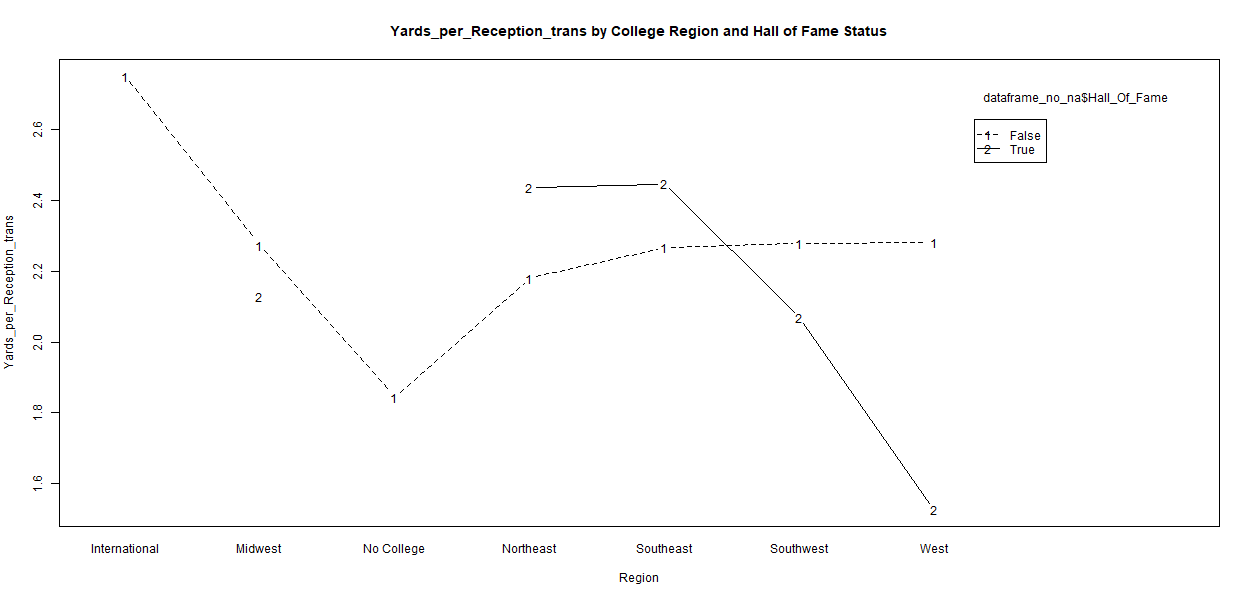 Yards_per_Reception_trans by College Region and Hall of Fame Status
dataframe_no_na$Hall_Of_Fame
1 False
2 True
Yards_per_Reception_trans
2.6
2.4
2.2
2.0
1.8
1.6
1
1
1
1
1
1
1
2
2
2
2
2
International Midwest No College Northeast Southeast Southwest West
Region